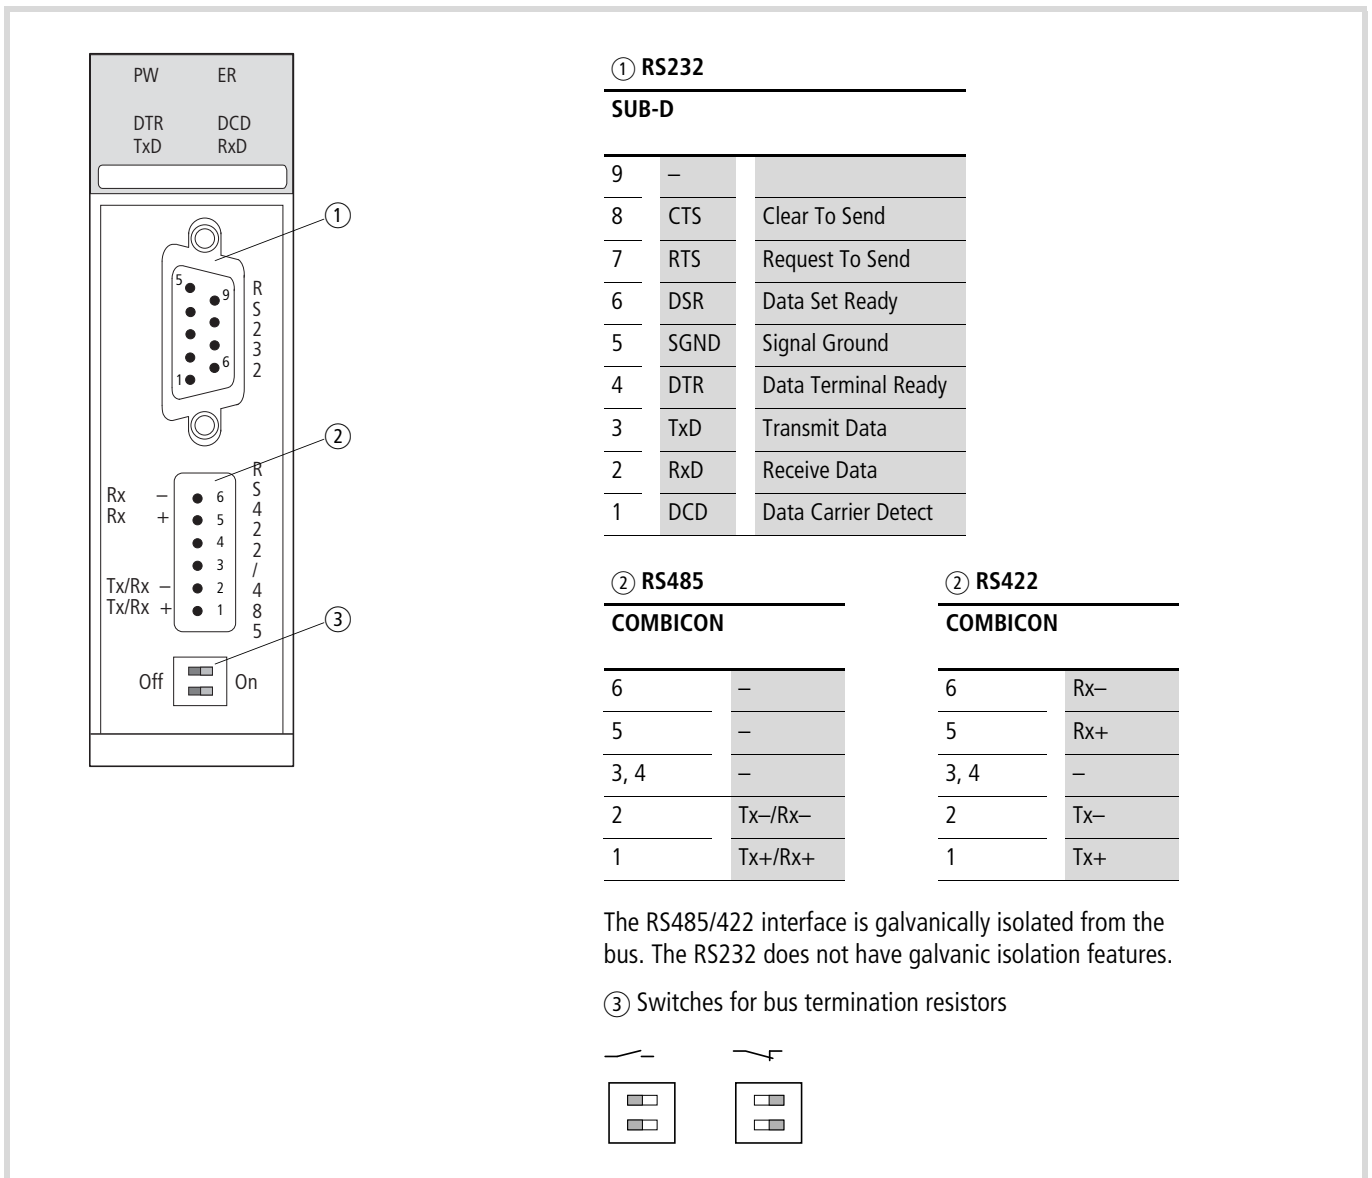 PW ER
DTR DCD
TxD RxD
1
5
9
6
1
RS232
2
Rx –
Rx +
Tx/Rx –
Tx/Rx +
6
5
4
3
2
1
RS422/485
3
Off On
1 RS232
SUB-D
9 –
8 CTS Clear To Send
7 RTS Request To Send
6 DSR Data Set Ready
5 SGND Signal Ground
4 DTR Data Terminal Ready
3 TxD Transmit Data
2 RxD Receive Data
1 DCD Data Carrier Detect
2 RS485
COMBICON
6 –
5 –
3, 4 –
2 Tx–/Rx–
1 Tx+/Rx+
2 RS422
COMBICON
6 Rx–
5 Rx+
3, 4 –
2 Tx–
1 Tx+
The RS485/422 interface is galvanically isolated from the
bus. The RS232 does not have galvanic isolation features.
3 Switches for bus termination resistors